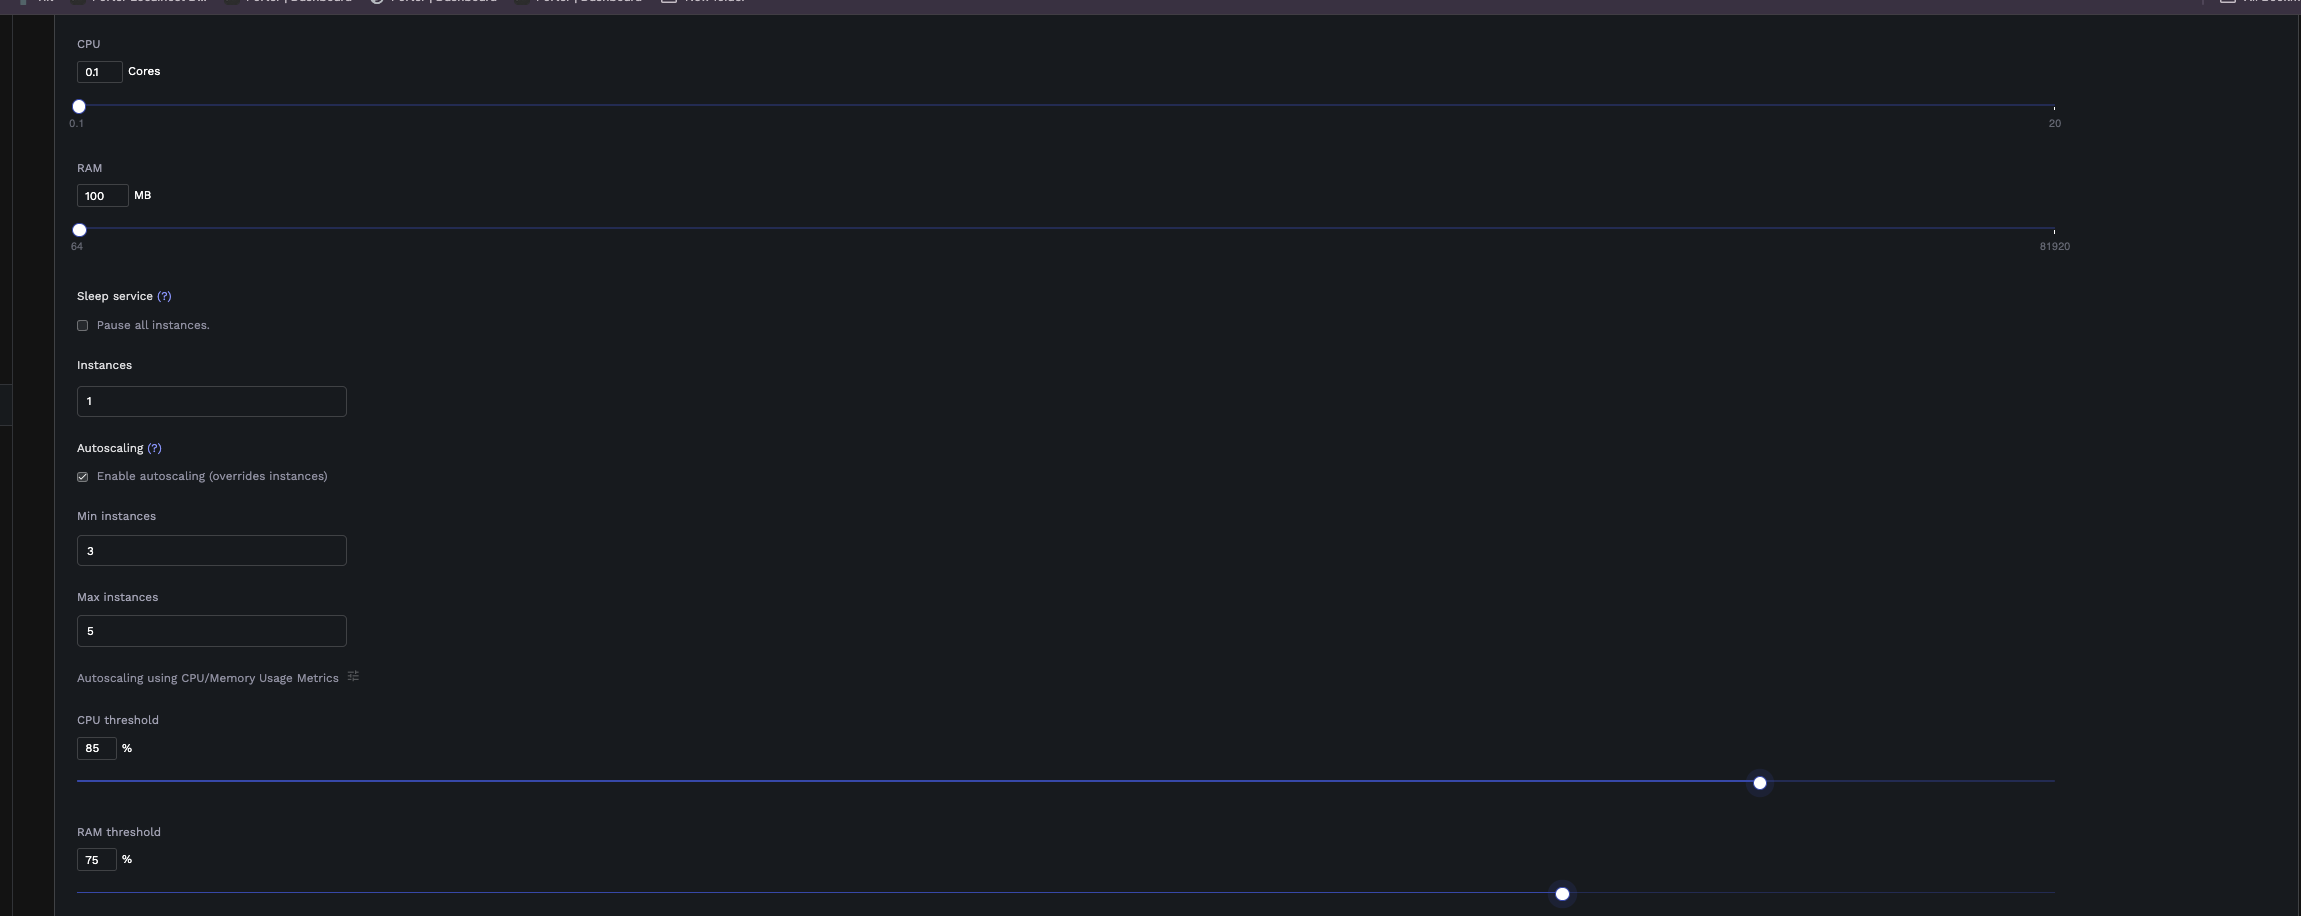 CPU
0.1 Cores
0.1 20
RAM
100 MB
64 81920
Sleep service (?)
Pause all instances.
Instances
1
Autoscaling (?)
Enable autoscaling (overrides instances)
Min instances
3
Max instances
5
Autoscaling using CPU/Memory Usage Metrics
CPU threshold
85 %
RAM threshold
75 %